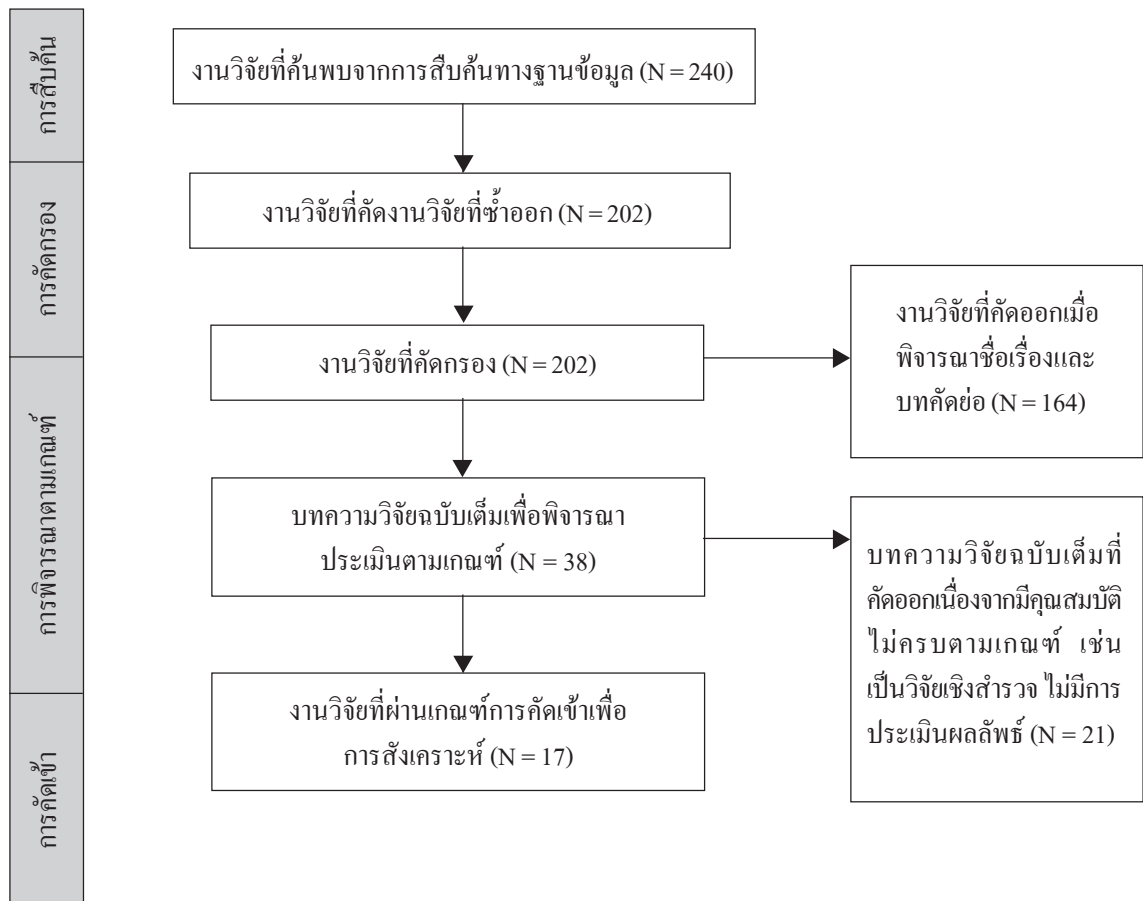 การสืบค้น
งานวิจัยที่ค้นพบจากการสืบค้นทางฐานข้อมูล (N = 240)
การคัดกรอง
งานวิจัยที่คัดงานวิจัยที่ซ้ำออก (N = 202)
งานวิจัยที่คัดกรอง (N = 202)
งานวิจัยที่คัดออกเมื่อ
พิจารณาชื่อเรื่องและ
บทคัดย่อ (N = 164)
การพิจารณาตามเกณฑ์
บทความวิจัยฉบับเต็มเพื่อพิจารณา
ประเมินตามเกณฑ์ (N = 38)
บทความวิจัยฉบับเต็มที่
คัดออกเนื่องจากมีคุณสมบัติ
ไม่ครบตามเกณฑ์ เช่น
เป็นวิจัยเชิงสำรวจ ไม่มีการ
ประเมินผลลัพธ์ (N = 21)
การคัดเข้า
งานวิจัยที่ผ่านเกณฑ์การคัดเข้าเพื่อ
การสังเคราะห์ (N = 17)